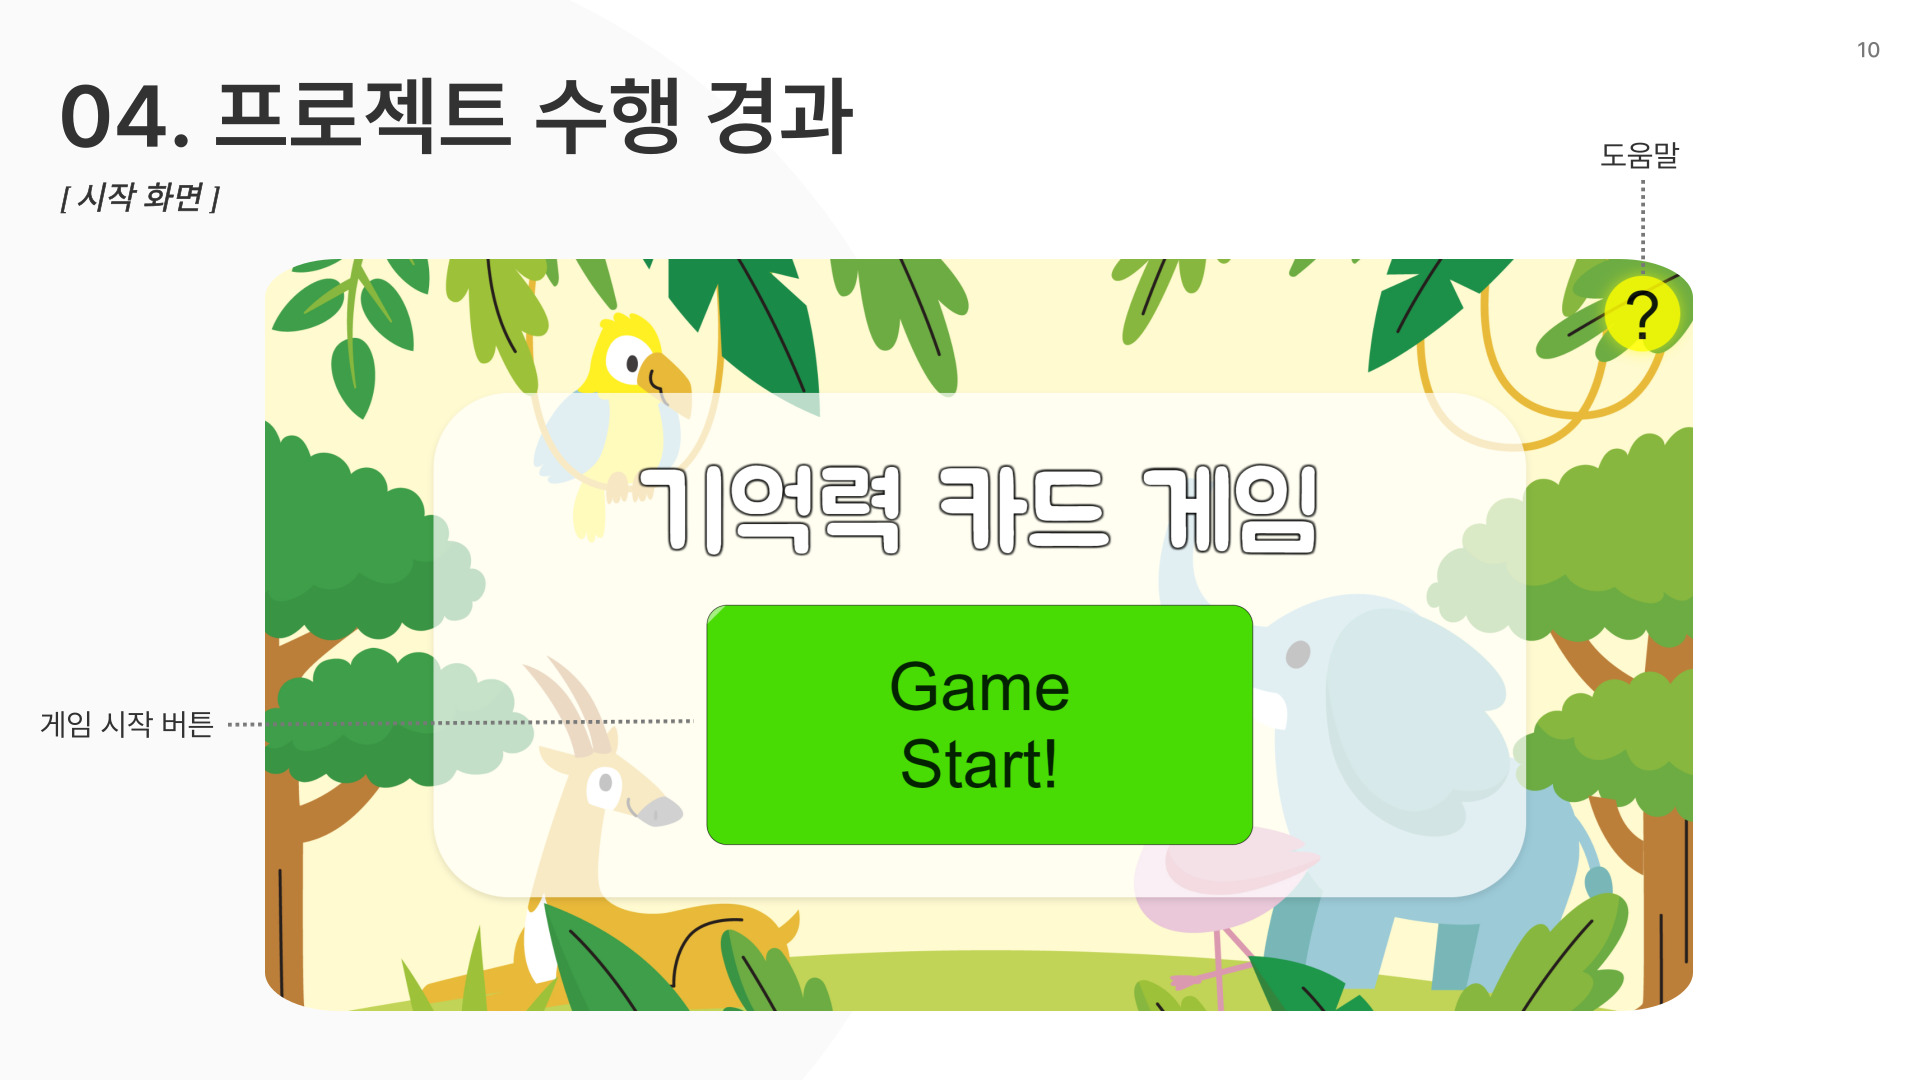 10
04. 프로젝트 수행 경과
[ 시작 화면 ]
도움말
?
기억력 카드 게임
게임 시작 버튼
Game
Start!